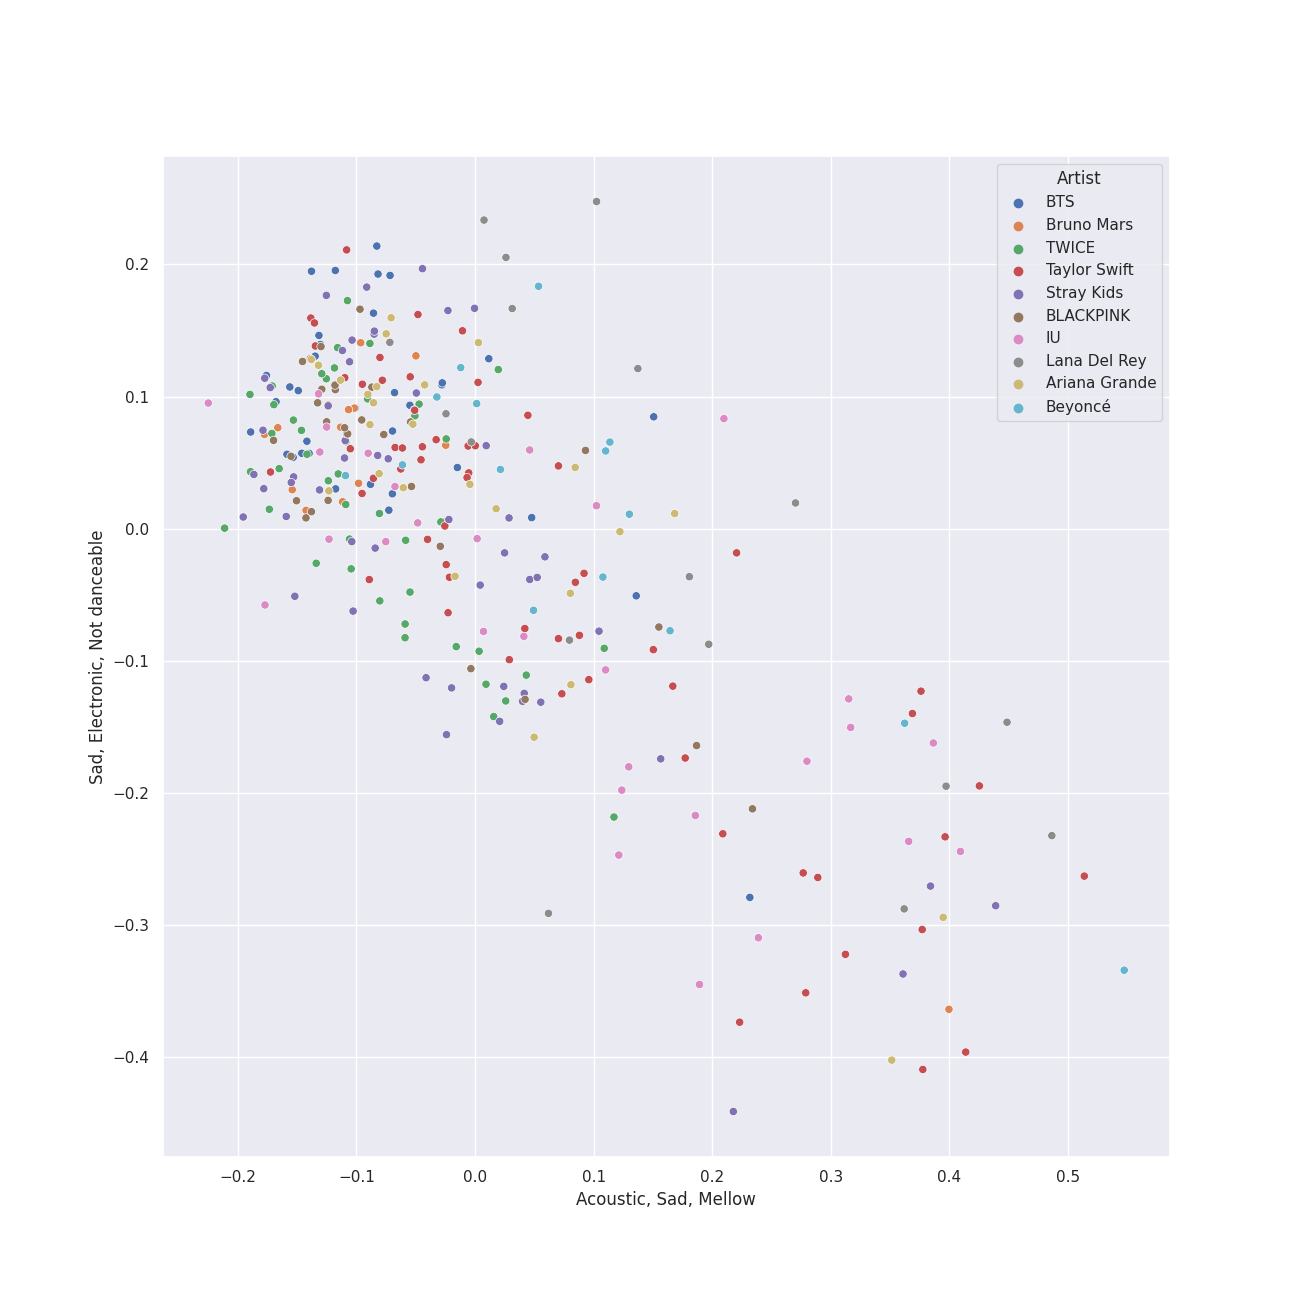 Artist
BTS
Bruno Mars
TWICE
Taylor Swift
Stray Kids
BLACKPINK
IU
Lana Del Rey
Ariana Grande
Beyoncé
0.2
0.1
0.0
−0.1
−0.2
−0.3
−0.4
Sad, Electronic, Not danceable
−0.2 −0.1 0.0 0.1 0.2 0.3 0.4 0.5
Acoustic, Sad, Mellow